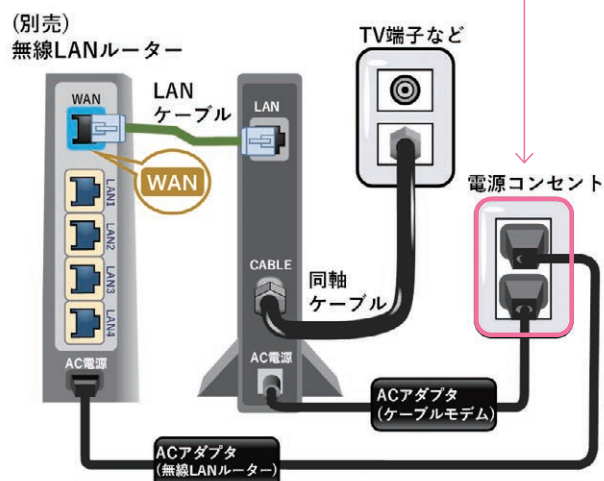 (別売)
無線LANルーター
TV端子など
WAN
LAN
ケーブル
LAN
WAN
電源コンセント
LAN1
LAN2
LAN3
LAN4
CABLE
同軸
ケーブル
AC電源
AC電源
ACアダプタ
(ケーブルモデム)
ACアダプタ
(無線LANルーター)